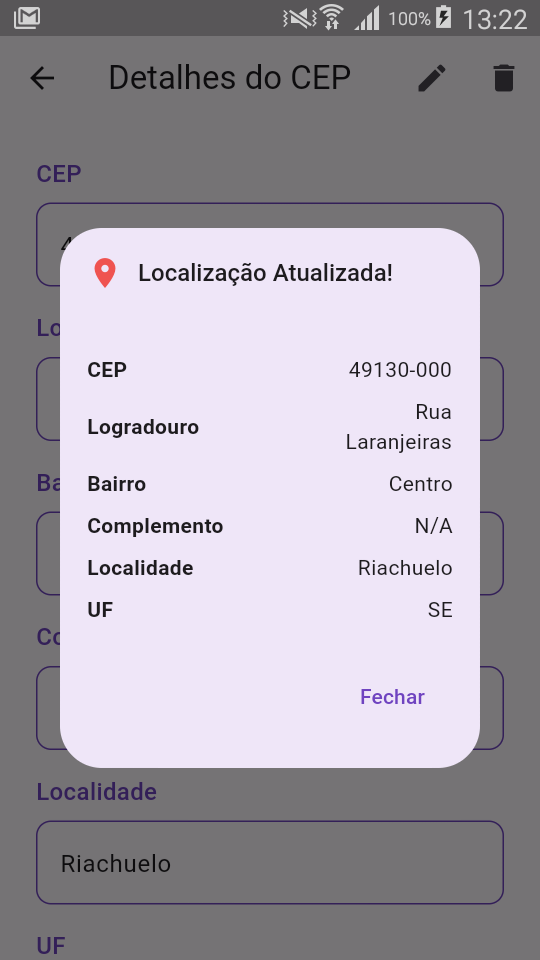 100% 13:22
Detalhes do CEP
CEP
4
Localização Atualizada!
Lo
CEP 49130-000
Logradouro Rua Laranjeiras
Ba
Bairro Centro
Complemento N/A
Localidade Riachuelo
UF SE
Co
Fechar
Localidade
Riachuelo
UF